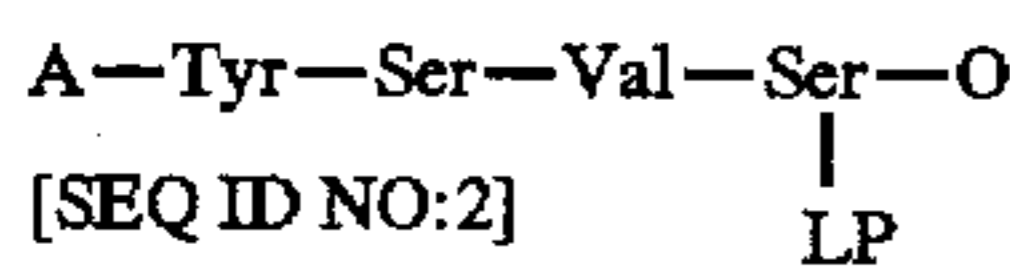 A—Tyr—Ser—Val—Ser—O
[SEQ ID NO:2]
LP